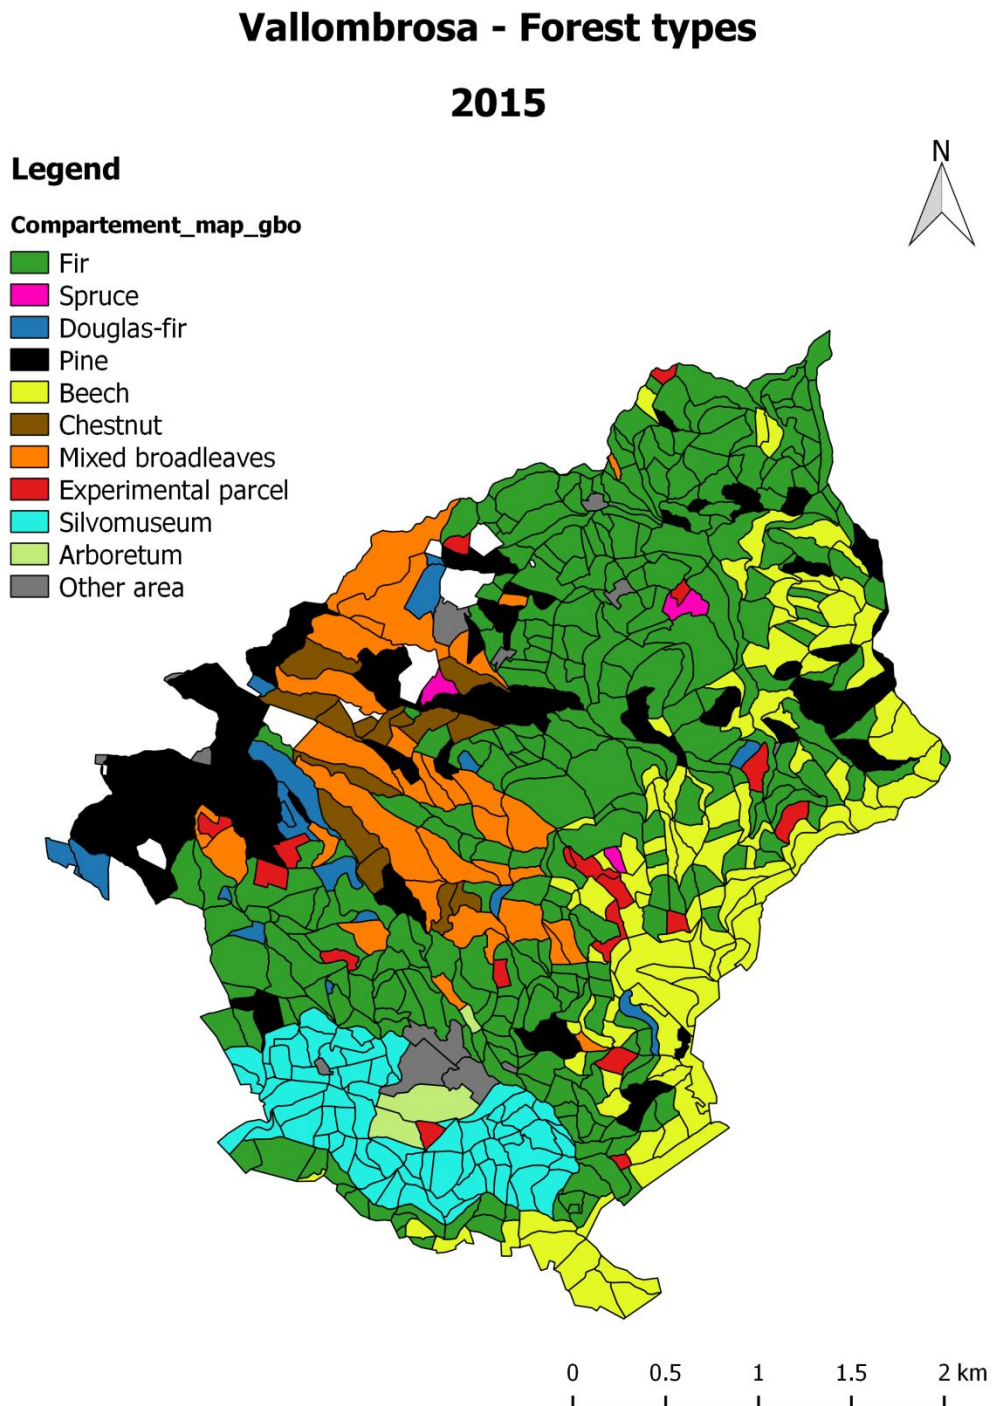 Vallombrosa - Forest types
2015
N
Legend
Compartement_map_gbo
Fir
Spruce
Douglas-fir
Pine
Beech
Chestnut
Mixed broadleaves
Experimental parcel
Silvomuseum
Arboretum
Other area
0 0.5 1 1.5 2 km